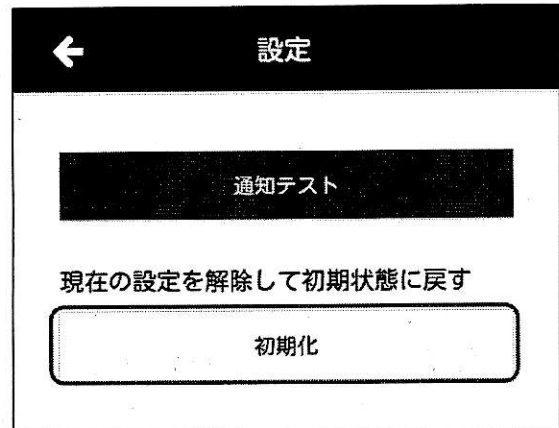 設定
通知テスト
現在の設定を解除して初期状態に戻す
初期化